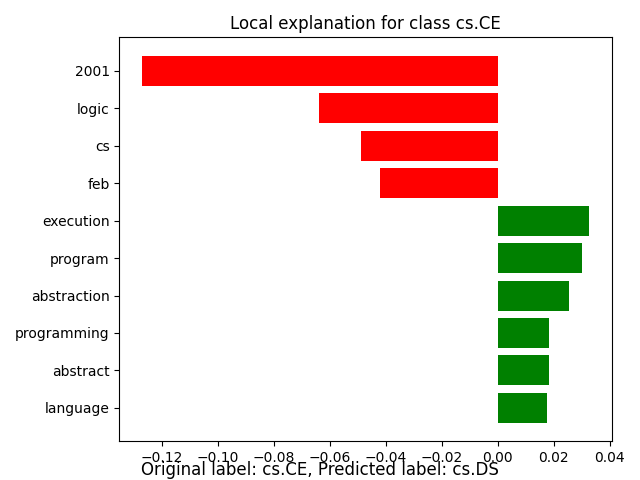 Local explanation for class cs.CE
2001
logic
cs
feb
execution
program
abstraction
programming
abstract
language
−0.12 −0.10 −0.08 −0.06 −0.04 −0.02 0.00 0.02 0.04
Original label: cs.CE, Predicted label: cs.DS